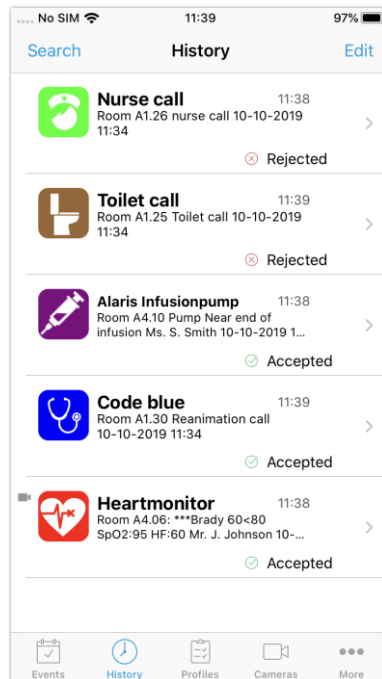 .... No SIM 11:39 97%
Search History Edit
Nurse call 11:38
Room A1.26 nurse call 10-10-2019
11:34
Rejected
Toilet call 11:39
Room A1.25 Toilet call 10-10-2019
11:34
Rejected
Alaris Infusionpump 11:38
Room A4.10 Pump Near end of
infusion Ms. S. Smith 10-10-2019 1...
Accepted
Code blue 11:39
Room A1.30 Reanimation call
10-10-2019 11:34
Accepted
Heartmonitor 11:38
Room A4.06: ***Brady 60<80
SpO2:95 HF:60 Mr. J. Johnson 10-...
Accepted
Events History Profiles Cameras More